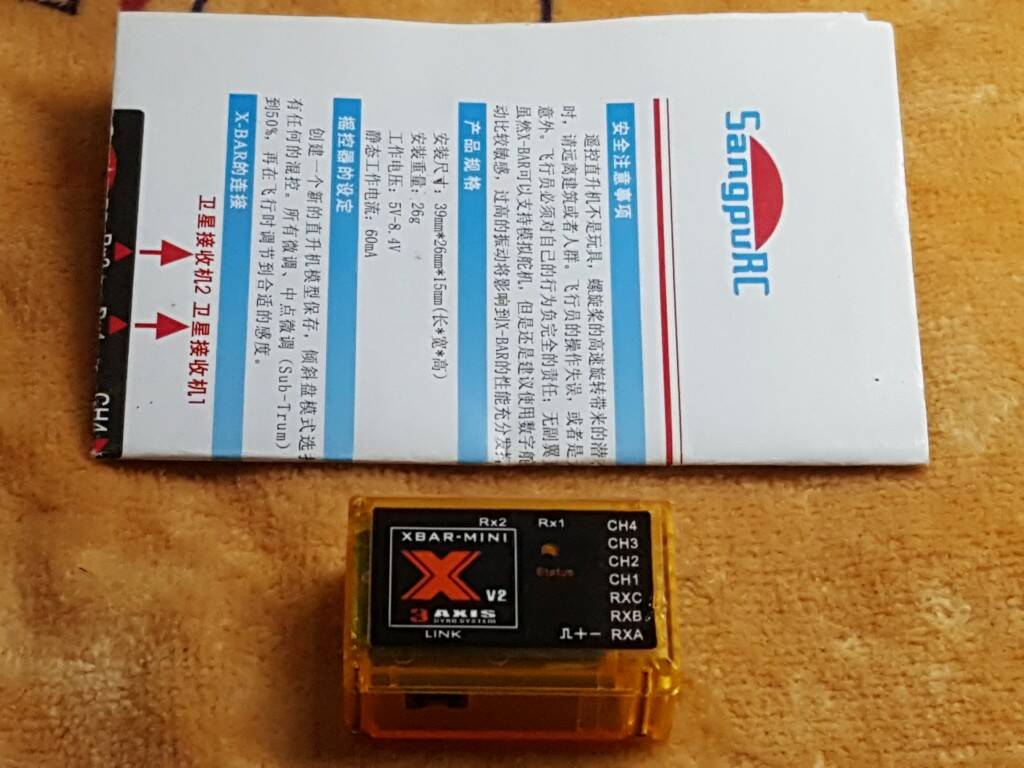 SangpuRC
安全注意事项
遥控直升机不是玩具，螺旋桨的高速旋转带来的潜
时，请远离建筑或者人群。飞行员的操作失误，或者是
意外。飞行员必须对自己的行为负完全的责任；无副翼
虽然X-BAR可以支持模拟舵机，但是还是建议使用数字舵
动比较敏感，过高的振动将影响到X-BAR的性能充分发
产品规格
安装尺寸：39mm*26mm*15mm(长*宽*高)
安装重量：26g
工作电压：5V-8.4V
静态工作电流：60mA
摇控器的设定
创建一个新的直升机模型保存，倾斜盘模式选
有任何的混控。所有微调、中点微调(Sub-Trum)
到50%，再在飞行时调节到合适的感度。
X-BAR的连接
卫星接收机2 卫星接收机1
CH4
Rx2 Rx1 CH4
XBAR-MINI CH3
X CH2
Status CH1
V2 RXC
3 AXIS RXB
GYRO SYSTEM
LINK + − RXA